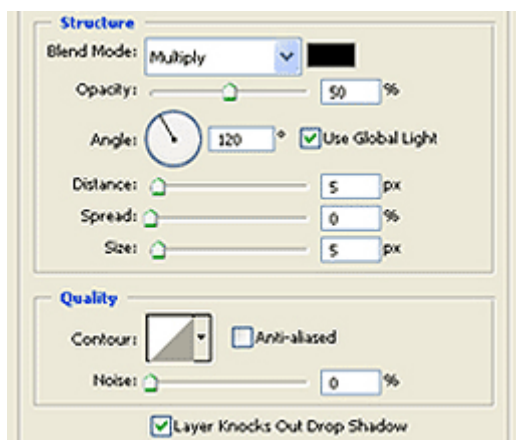 Structure
Blend Mode: Multiply
Opacity: 50 %
Angle: 120 ° Use Global Light
Distance: 5 px
Spread: 0 %
Size: 5 px
Quality
Contour: Anti-aliased
Noise: 0 %
Layer Knocks Out Drop Shadow